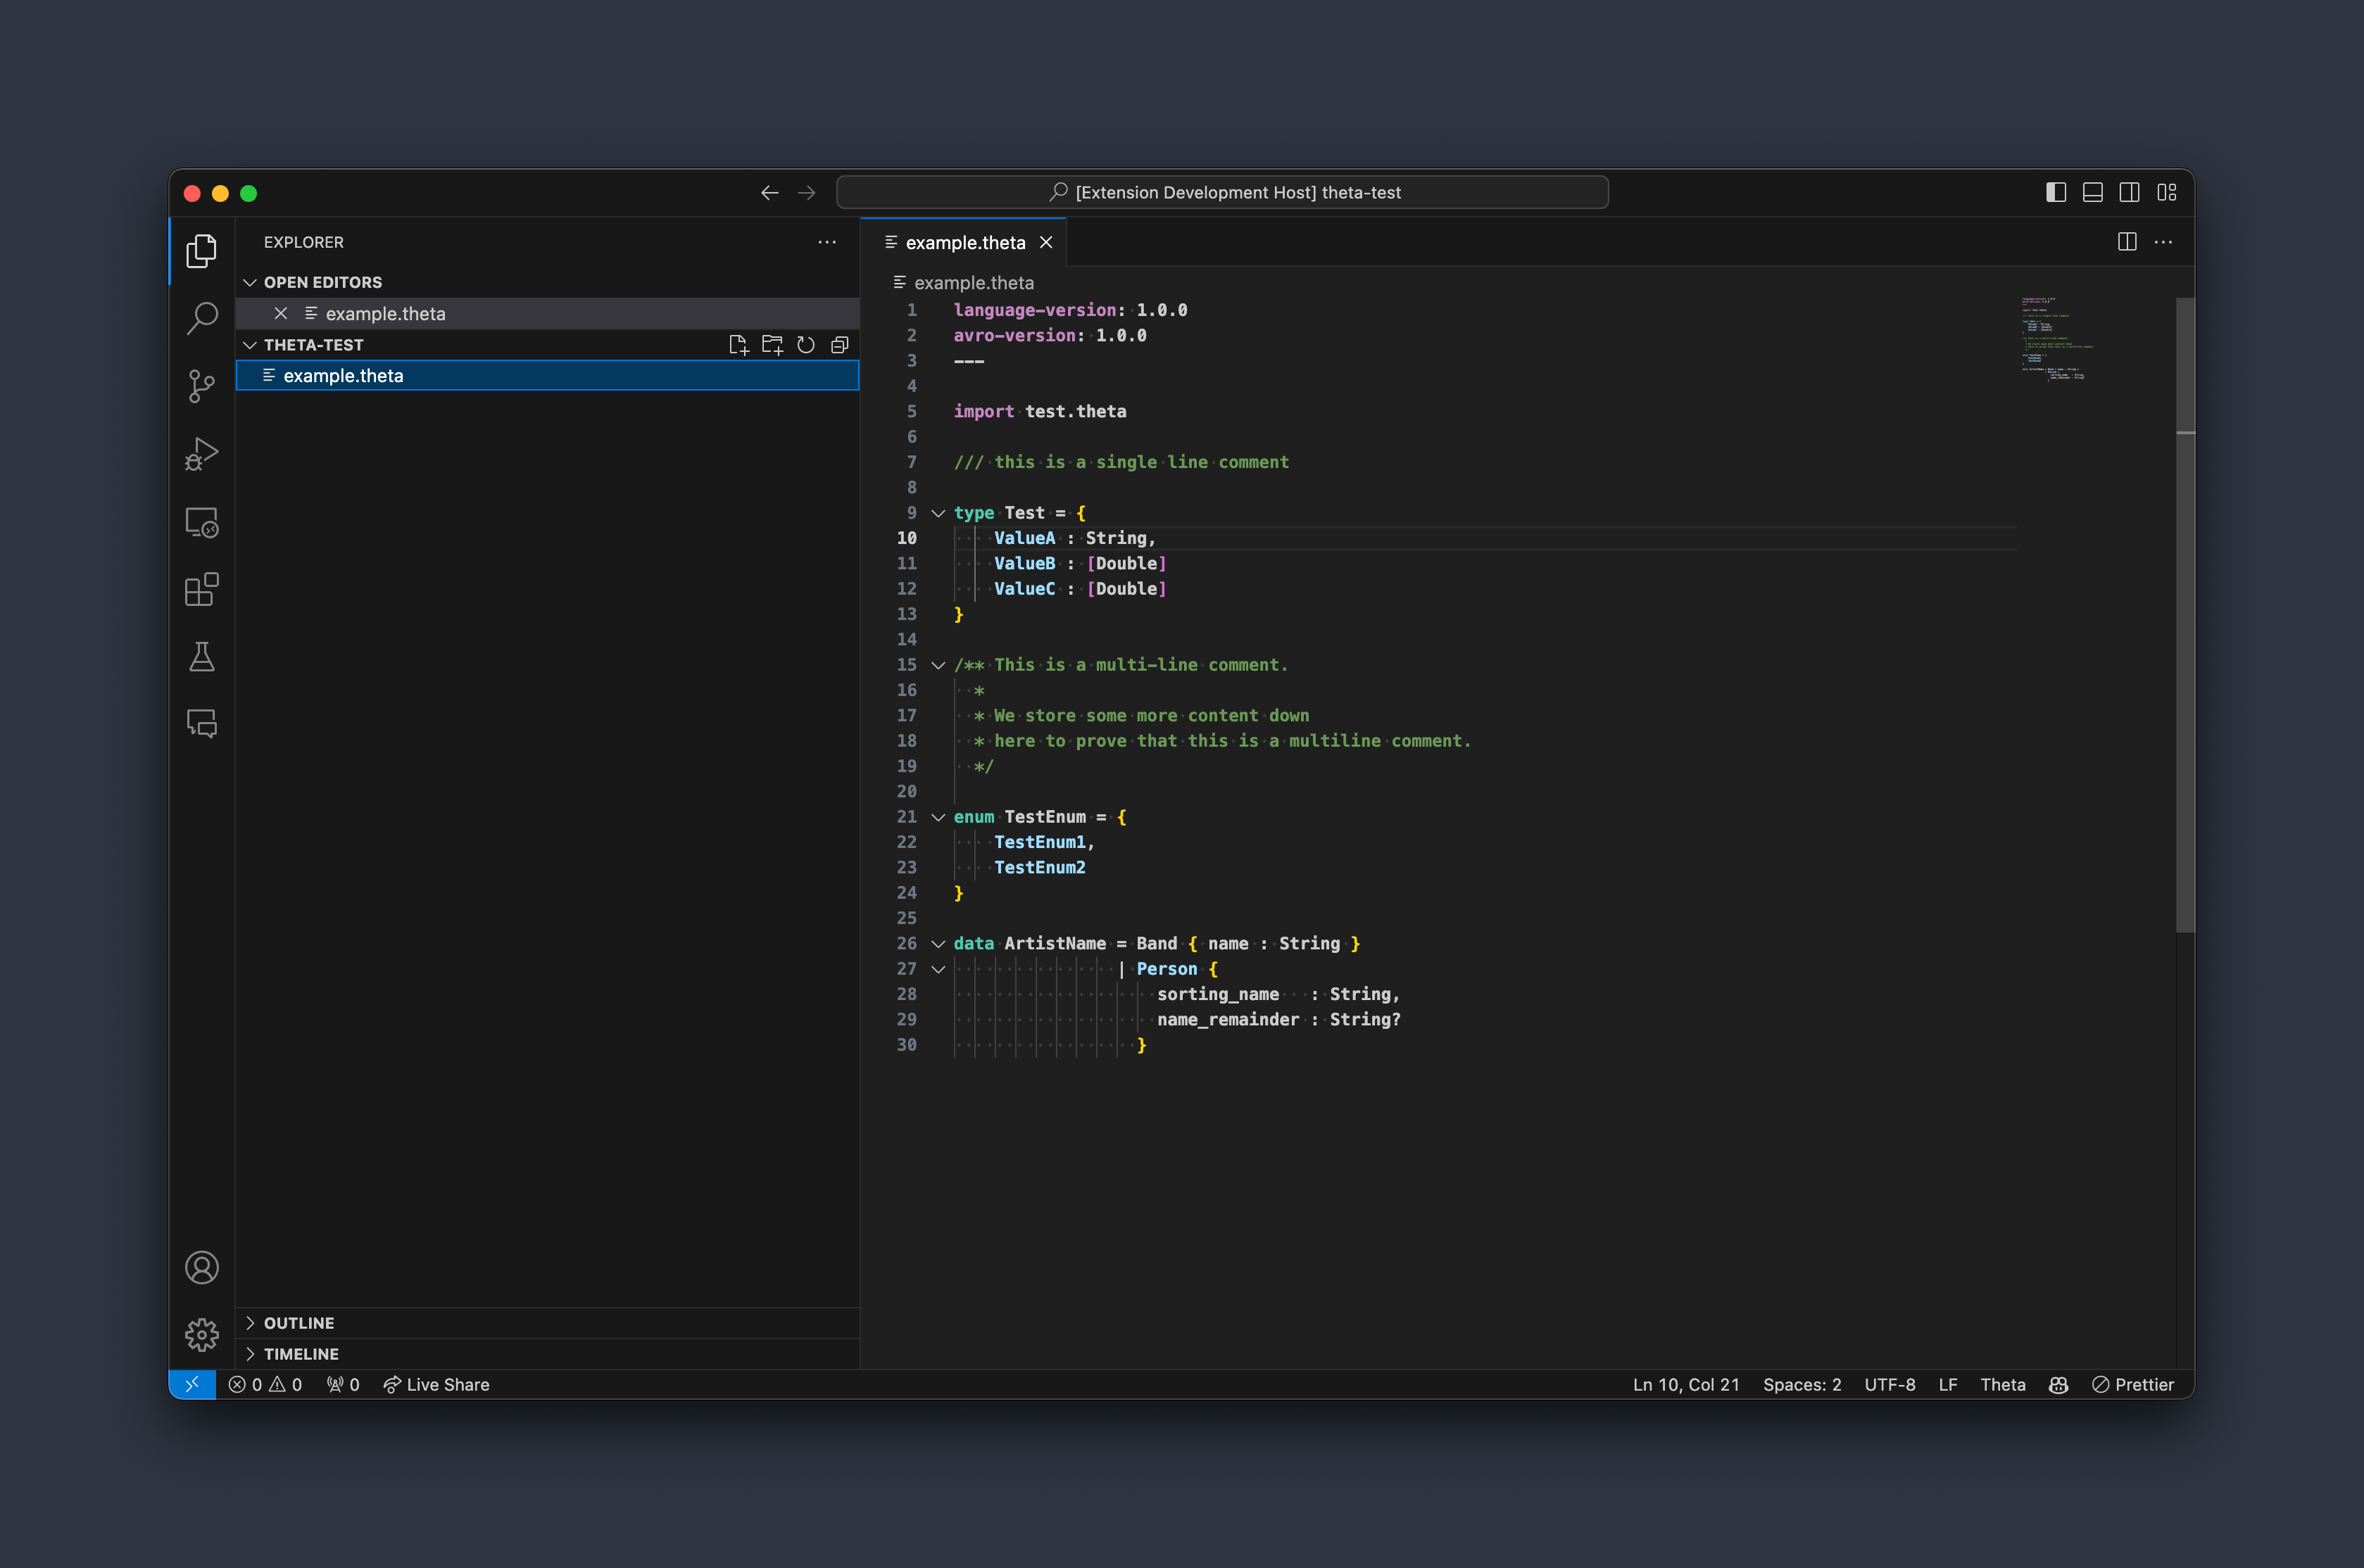 [Extension Development Host] theta-test
EXPLORER
OPEN EDITORS
example.theta
THETA-TEST
example.theta
OUTLINE
TIMELINE
example.theta
example.theta
1 language-version: 1.0.0
2 avro-version: 1.0.0
3 ---
4
5 import test.theta
6
7 /// this is a single line comment
8
9 type Test = {
10     ValueA : String,
11     ValueB : [Double]
12     ValueC : [Double]
13 }
14
15 /** This is a multi-line comment.
16   *
17   * We store some more content down
18   * here to prove that this is a multiline comment.
19   */
20
21 enum TestEnum = {
22     TestEnum1,
23     TestEnum2
24 }
25
26 data ArtistName = Band { name : String }
27                 | Person {
28                     sorting_name   : String,
29                     name_remainder : String?
30                   }
0 0 0 Live Share
Ln 10, Col 21 Spaces: 2 UTF-8 LF Theta Prettier